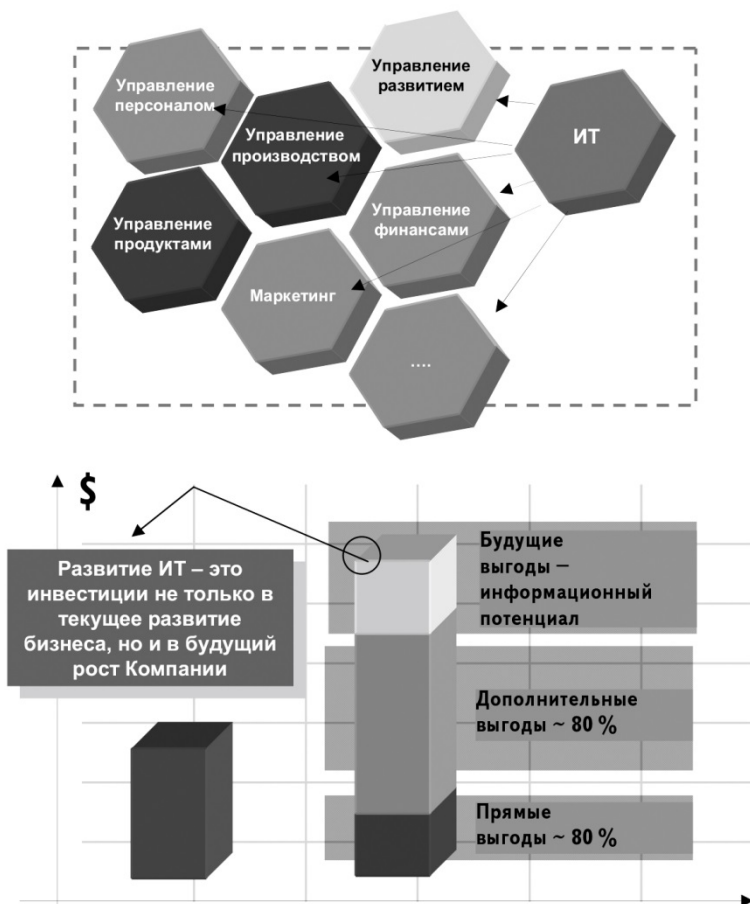 Управление
персоналом
Управление
развитием
Управление
производством
ИТ
Управление
продуктами
Управление
финансами
Маркетинг
....
$
Развитие ИТ – это
инвестиции не только в
текущее развитие
бизнеса, но и в будущий
рост Компании
Будущие
выгоды –
информационный
потенциал
Дополнительные
выгоды ~ 80 %
Прямые
выгоды ~ 80 %